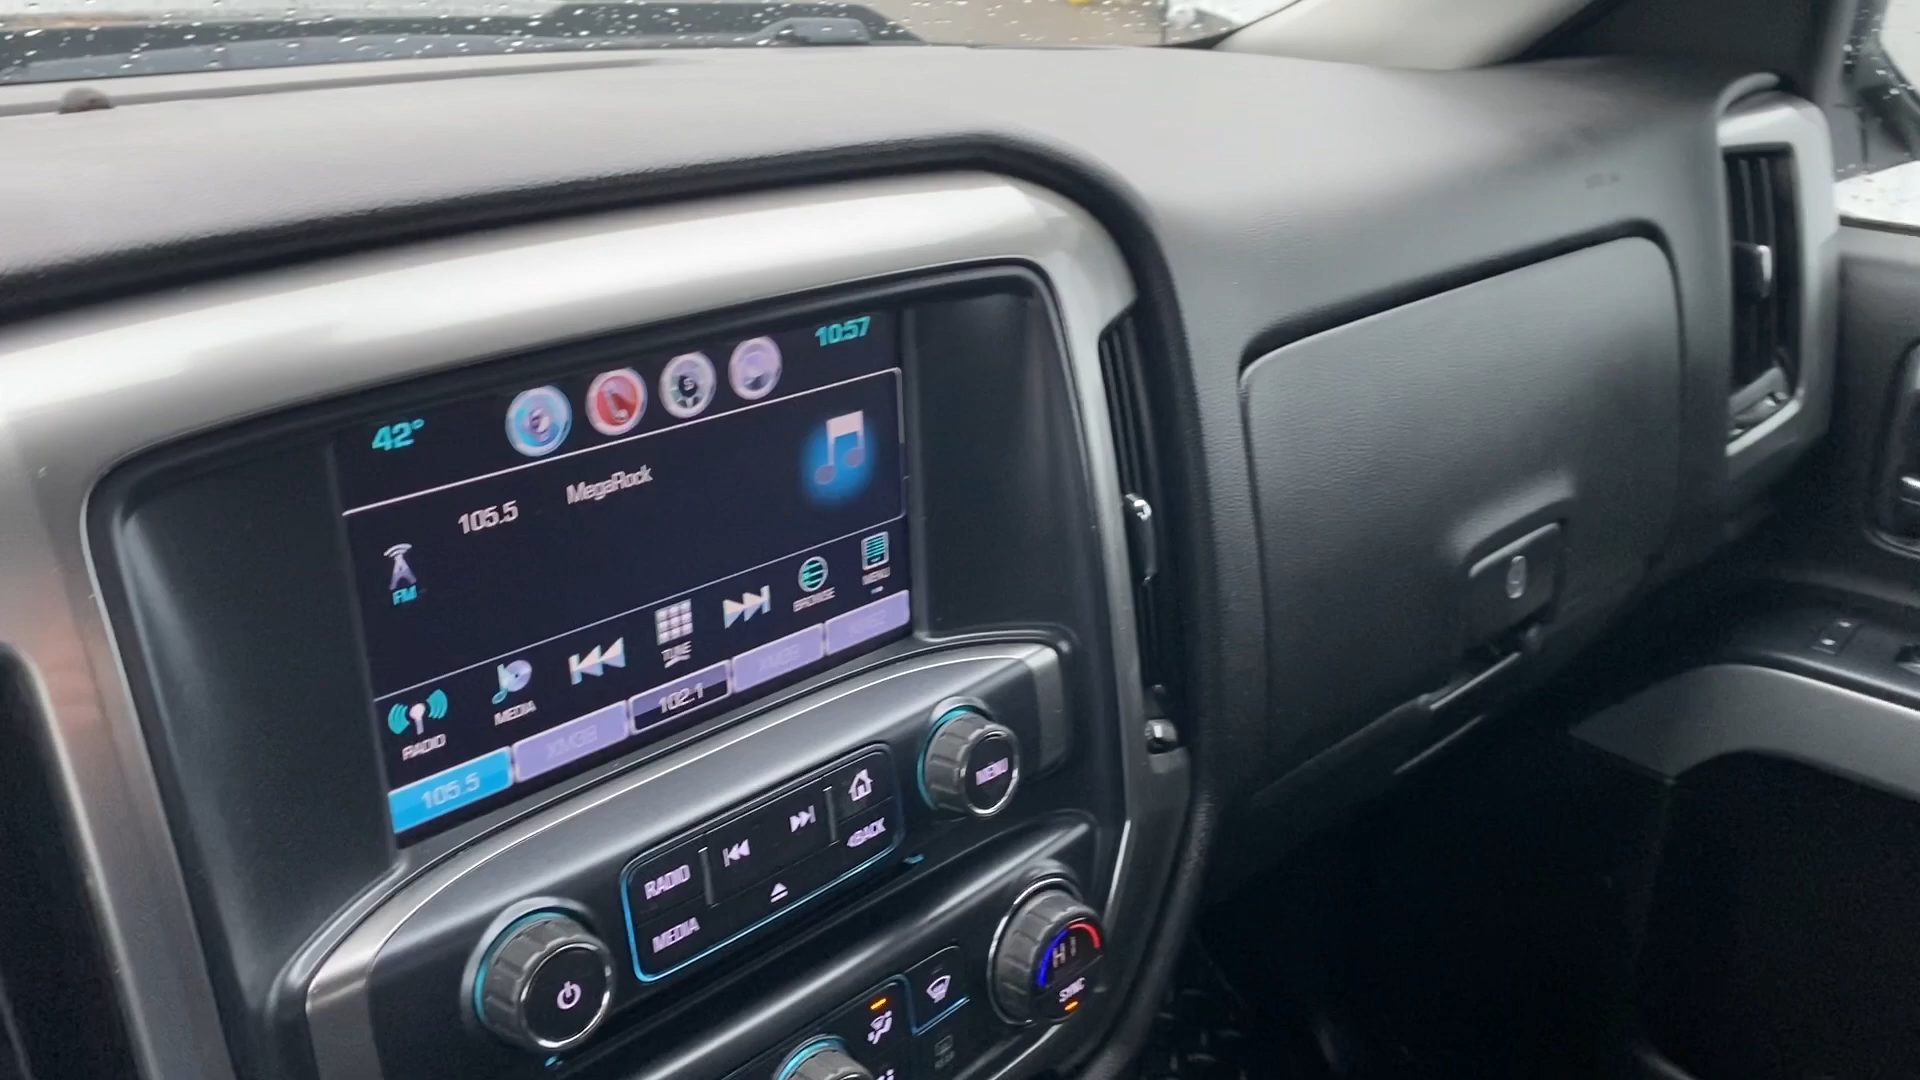 42°
10:57
105.5 MegaRock
FM
RADIO
MEDIA
TUNE
BROWSE
MENU
105.5
XM38
102.1
MENU
RADIO
MEDIA
BACK
HI
SYNC